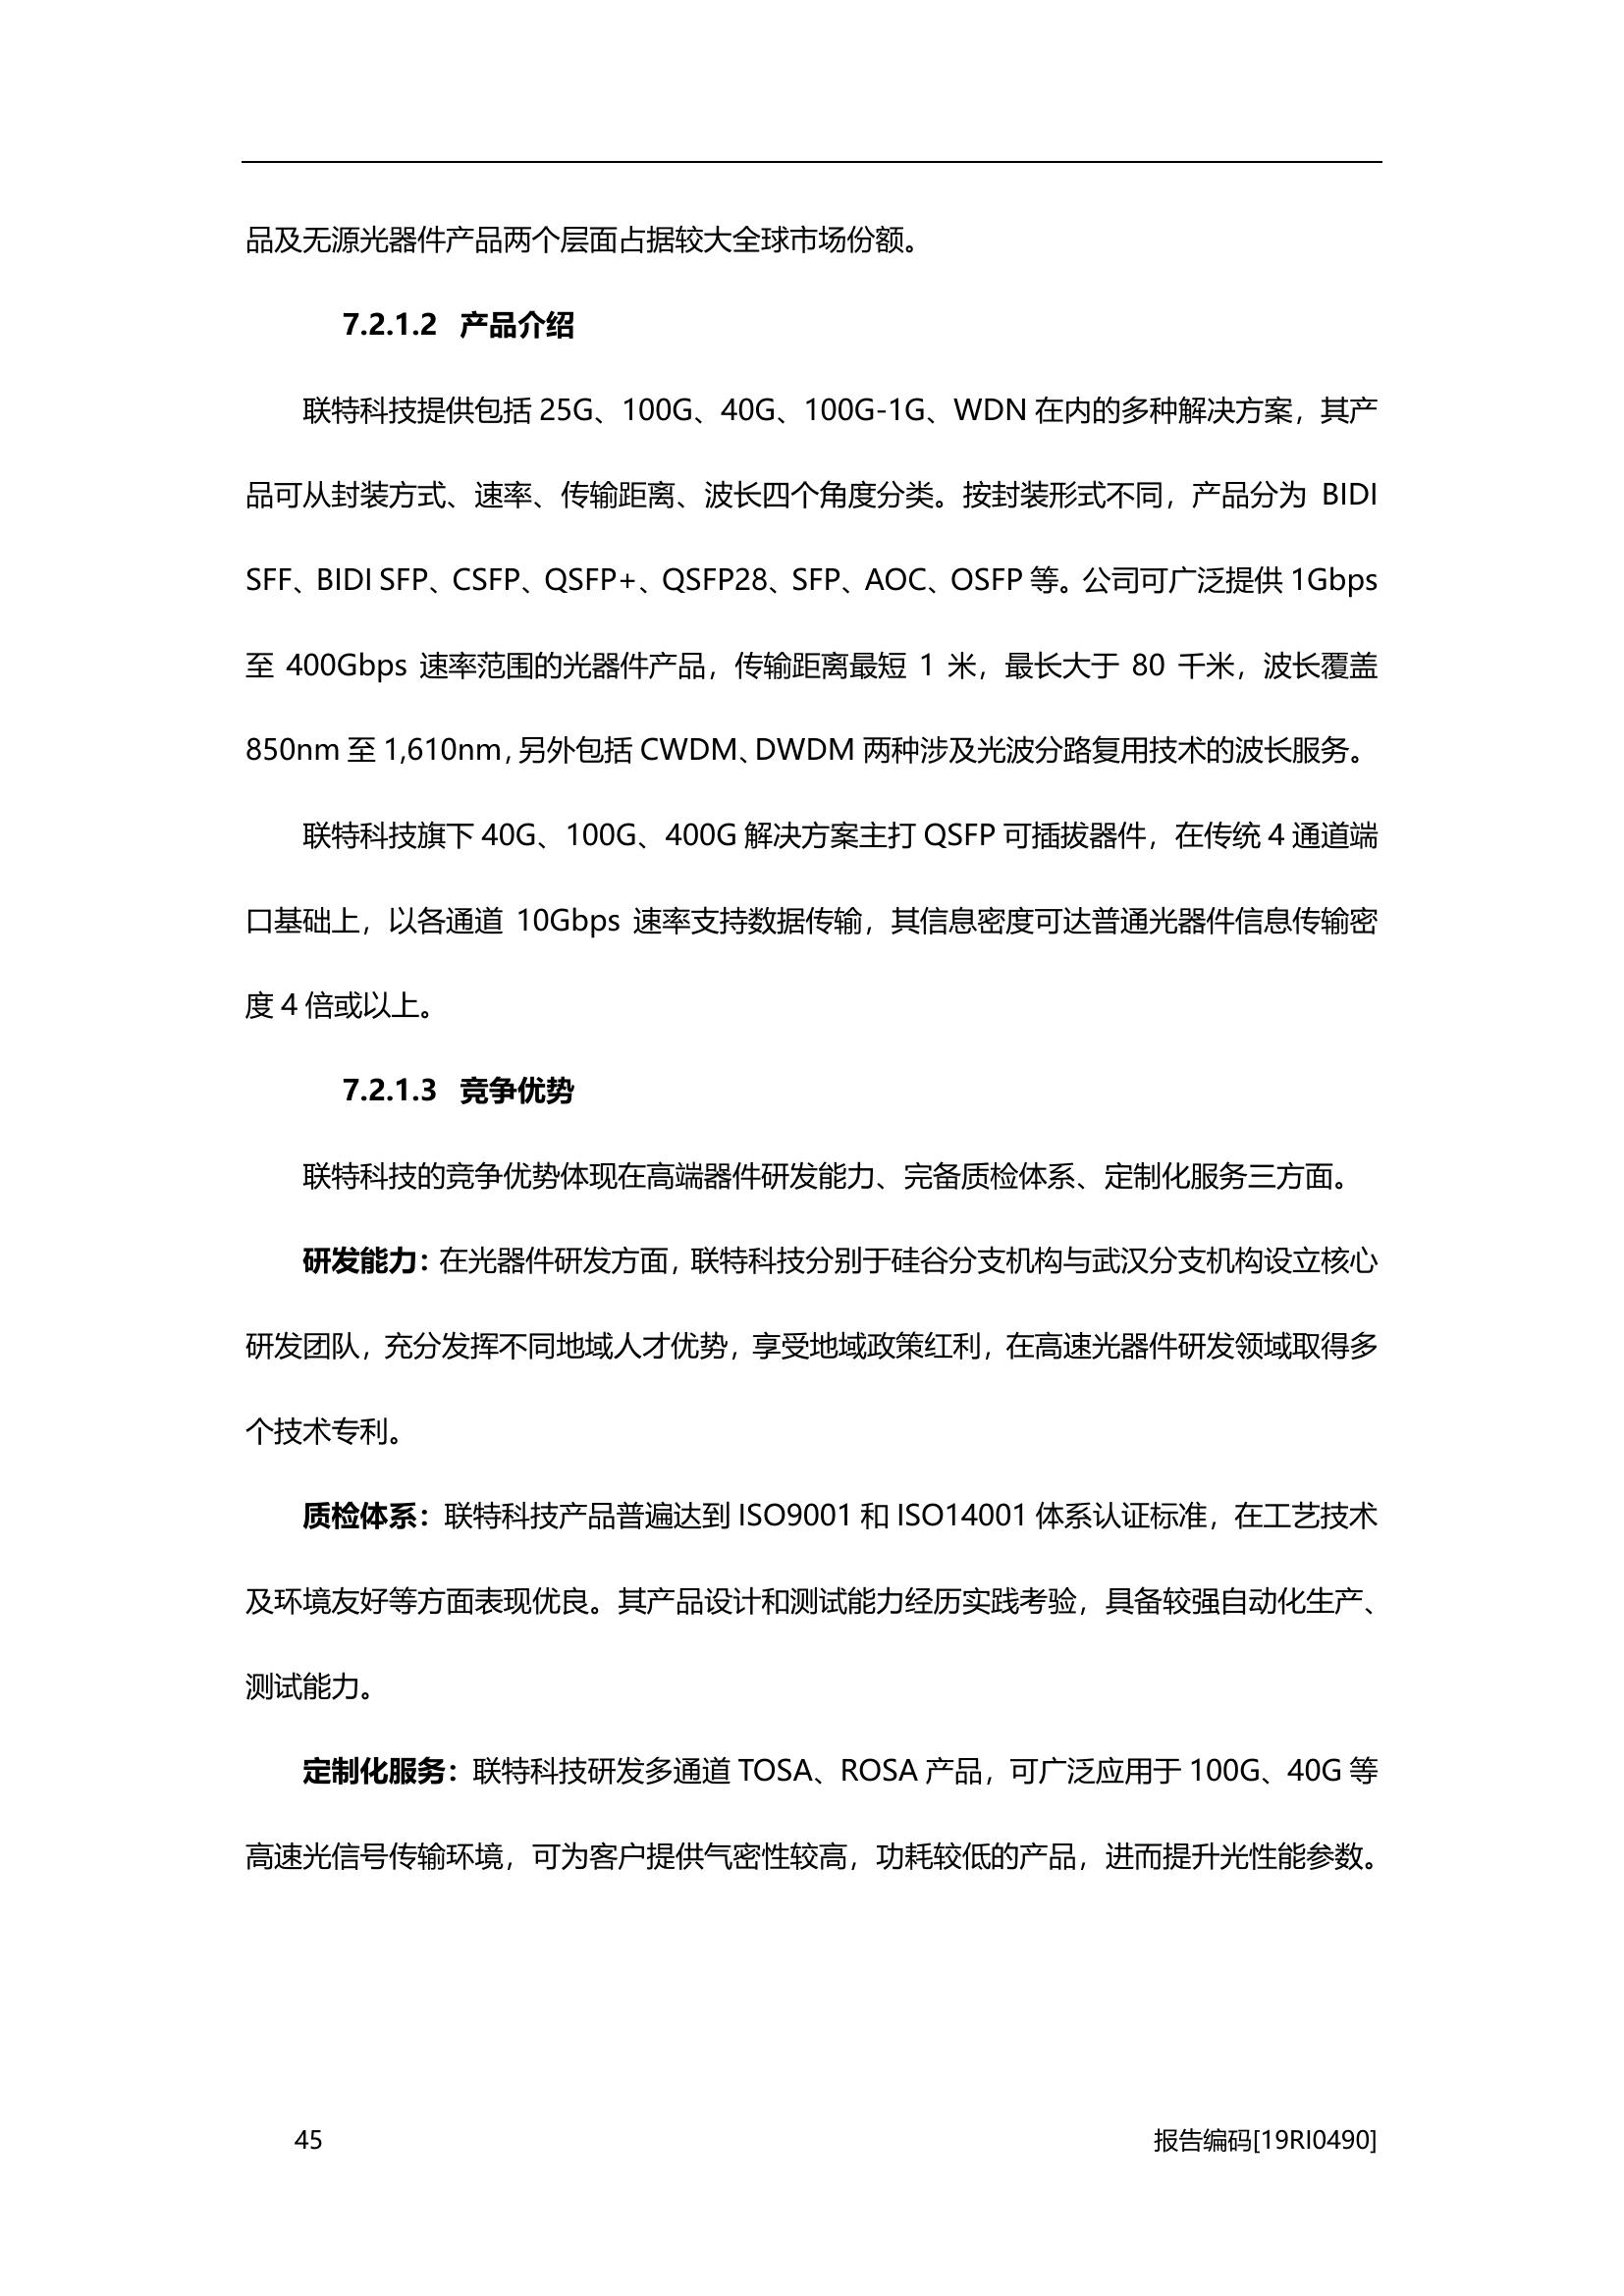 品及无源光器件产品两个层面占据较大全球市场份额。
7.2.1.2 产品介绍
联特科技提供包括 25G、100G、40G、100G-1G、WDN 在内的多种解决方案，其产
品可从封装方式、速率、传输距离、波长四个角度分类。按封装形式不同，产品分为 BIDI
SFF、BIDI SFP、CSFP、QSFP+、QSFP28、SFP、AOC、OSFP 等。公司可广泛提供 1Gbps
至 400Gbps 速率范围的光器件产品，传输距离最短 1 米，最长大于 80 千米，波长覆盖
850nm 至 1,610nm，另外包括 CWDM、DWDM 两种涉及光波分路复用技术的波长服务。
联特科技旗下 40G、100G、400G 解决方案主打 QSFP 可插拔器件，在传统 4 通道端
口基础上，以各通道 10Gbps 速率支持数据传输，其信息密度可达普通光器件信息传输密
度 4 倍或以上。
7.2.1.3 竞争优势
联特科技的竞争优势体现在高端器件研发能力、完备质检体系、定制化服务三方面。
研发能力：在光器件研发方面，联特科技分别于硅谷分支机构与武汉分支机构设立核心
研发团队，充分发挥不同地域人才优势，享受地域政策红利，在高速光器件研发领域取得多
个技术专利。
质检体系：联特科技产品普遍达到 ISO9001 和 ISO14001 体系认证标准，在工艺技术
及环境友好等方面表现优良。其产品设计和测试能力经历实践考验，具备较强自动化生产、
测试能力。
定制化服务：联特科技研发多通道 TOSA、ROSA 产品，可广泛应用于 100G、40G 等
高速光信号传输环境，可为客户提供气密性较高，功耗较低的产品，进而提升光性能参数。
45 报告编码[19RI0490]